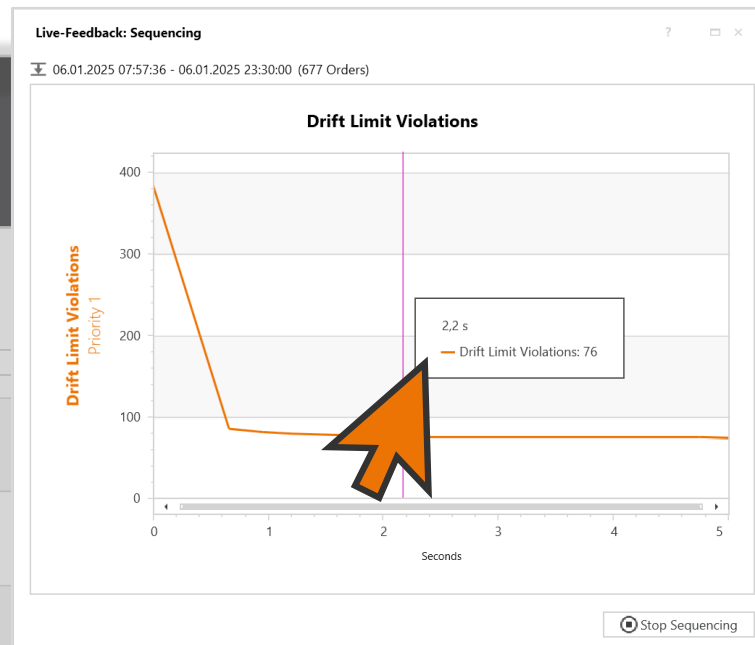 Live-Feedback: Sequencing
?
06.01.2025 07:57:36 - 06.01.2025 23:30:00 (677 Orders)
Drift Limit Violations
Drift Limit Violations
Priority 1
400
300
200
100
0
2,2 s
Drift Limit Violations: 76
0
1
2
3
4
5
Seconds
Stop Sequencing